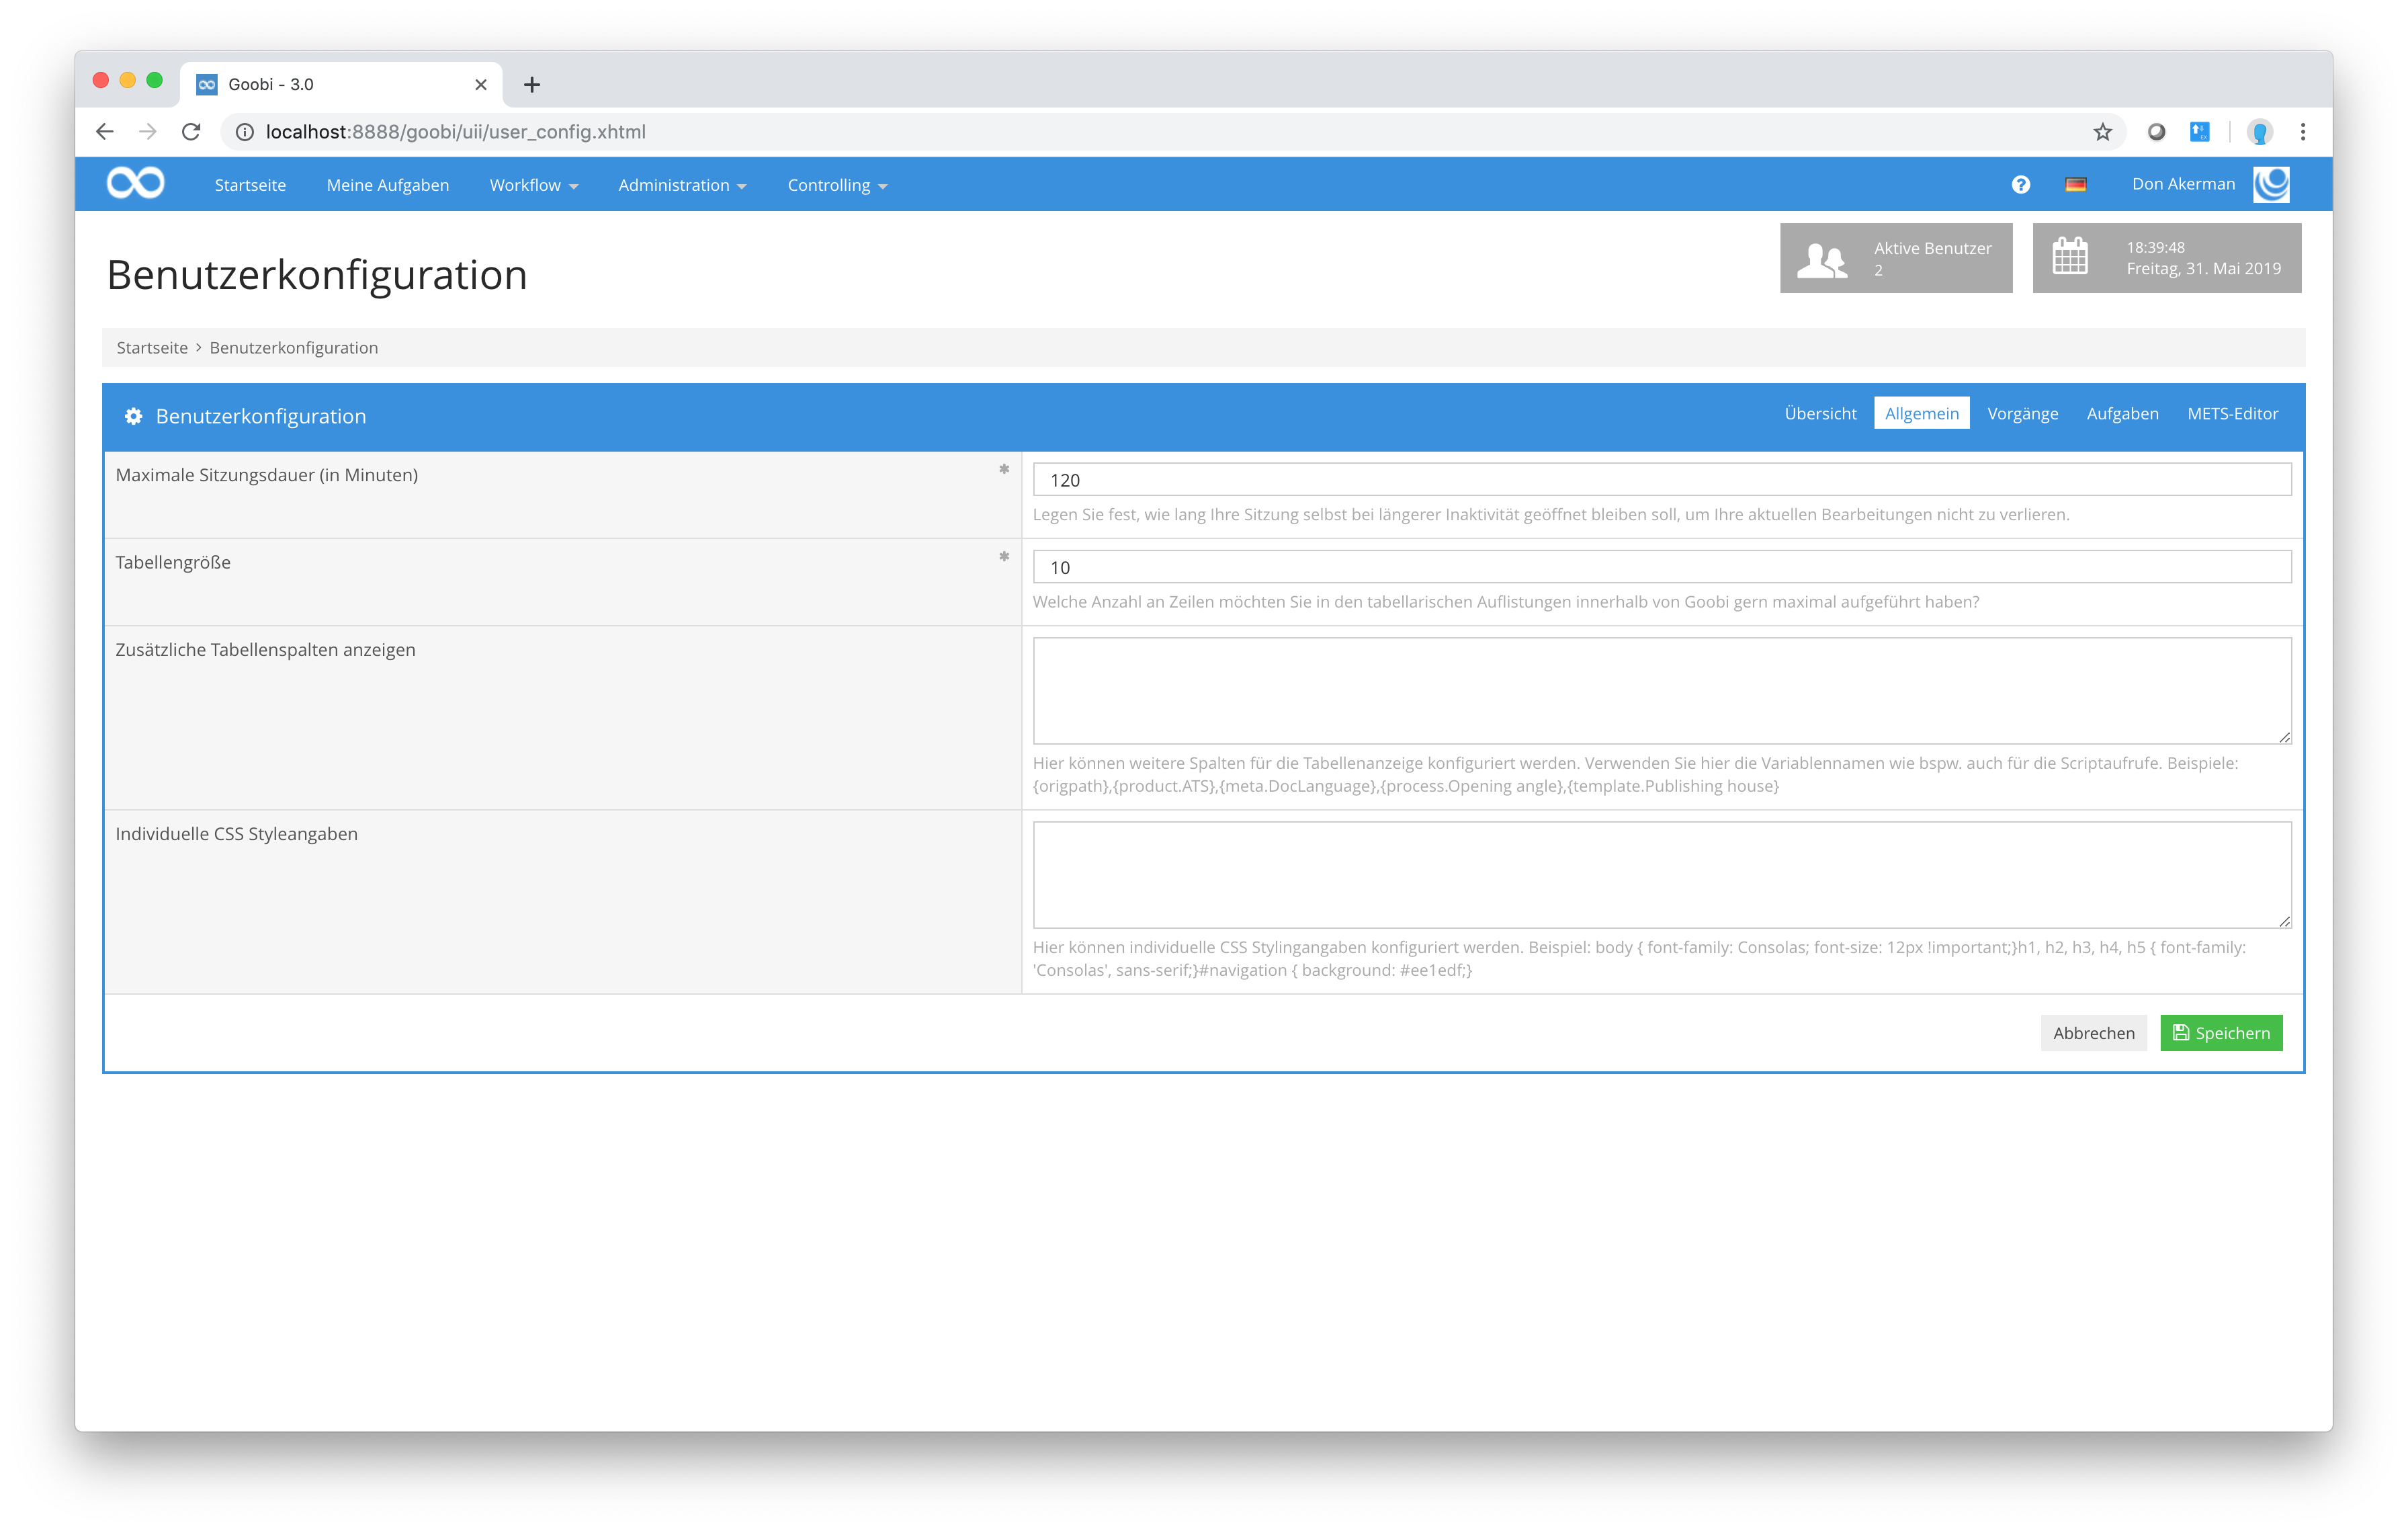 Goobi - 3.0
localhost:8888/goobi/uii/user_config.xhtml
Startseite Meine Aufgaben Workflow Administration Controlling Don Akerman
Benutzerkonfiguration
Aktive Benutzer
2
18:39:48
Freitag, 31. Mai 2019
Startseite > Benutzerkonfiguration
Benutzerkonfiguration Übersicht Allgemein Vorgänge Aufgaben METS-Editor
Maximale Sitzungsdauer (in Minuten) * 120
Legen Sie fest, wie lang Ihre Sitzung selbst bei längerer Inaktivität geöffnet bleiben soll, um Ihre aktuellen Bearbeitungen nicht zu verlieren.
Tabellengröße * 10
Welche Anzahl an Zeilen möchten Sie in den tabellarischen Auflistungen innerhalb von Goobi gern maximal aufgeführt haben?
Zusätzliche Tabellenspalten anzeigen
Hier können weitere Spalten für die Tabellenanzeige konfiguriert werden. Verwenden Sie hier die Variablennamen wie bspw. auch für die Scriptaufrufe. Beispiele:
{origpath},{product.ATS},{meta.DocLanguage},{process.Opening angle},{template.Publishing house}
Individuelle CSS Styleangaben
Hier können individuelle CSS Stylingangaben konfiguriert werden. Beispiel: body { font-family: Consolas; font-size: 12px !important;}h1, h2, h3, h4, h5 { font-family:
'Consolas', sans-serif;}#navigation { background: #ee1edf;}
Abbrechen Speichern